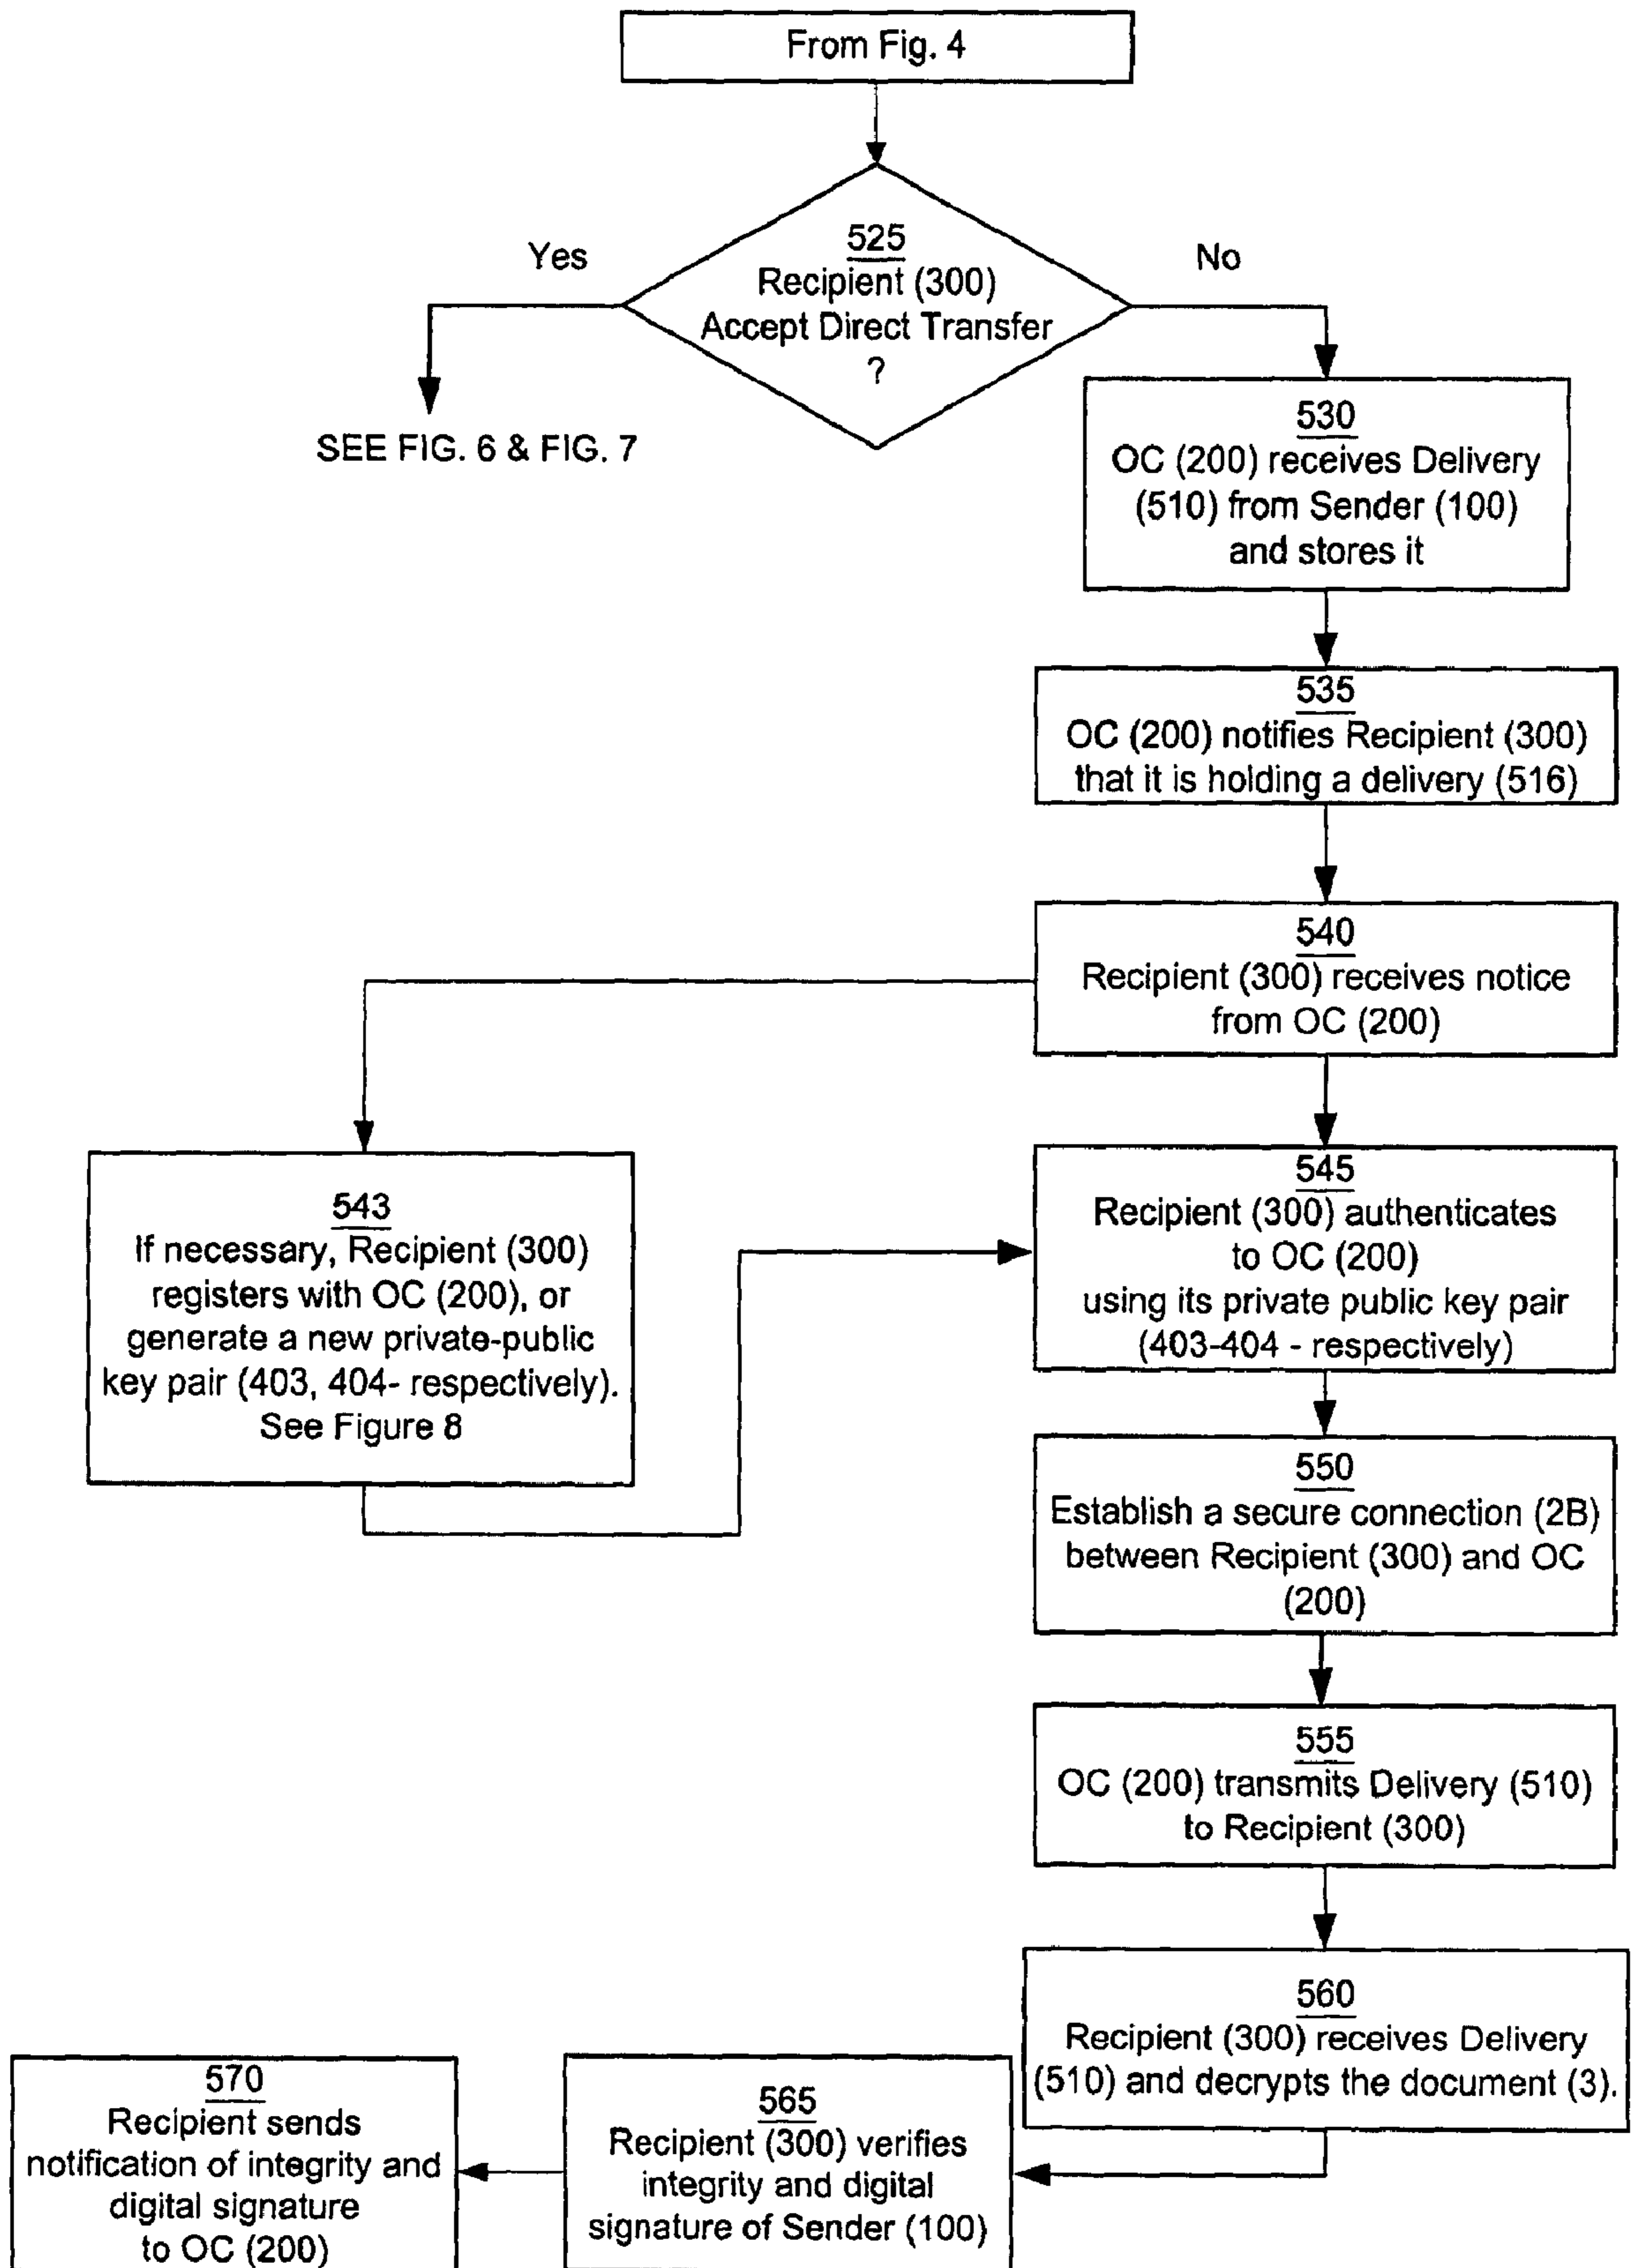 From Fig. 4
Yes
No
525
Recipient (300)
Accept Direct Transfer
?
SEE FIG. 6 & FIG. 7
530
OC (200) receives Delivery
(510) from Sender (100)
and stores it
535
OC (200) notifies Recipient (300)
that it is holding a delivery (516)
540
Recipient (300) receives notice
from OC (200)
543
If necessary, Recipient (300)
registers with OC (200), or
generate a new private-public
key pair (403, 404- respectively).
See Figure 8
545
Recipient (300) authenticates
to OC (200)
using its private public key pair
(403-404 - respectively)
550
Establish a secure connection (2B)
between Recipient (300) and OC
(200)
555
OC (200) transmits Delivery (510)
to Recipient (300)
560
Recipient (300) receives Delivery
(510) and decrypts the document (3).
565
Recipient (300) verifies
integrity and digital
signature of Sender (100)
570
Recipient sends
notification of integrity and
digital signature
to OC (200)